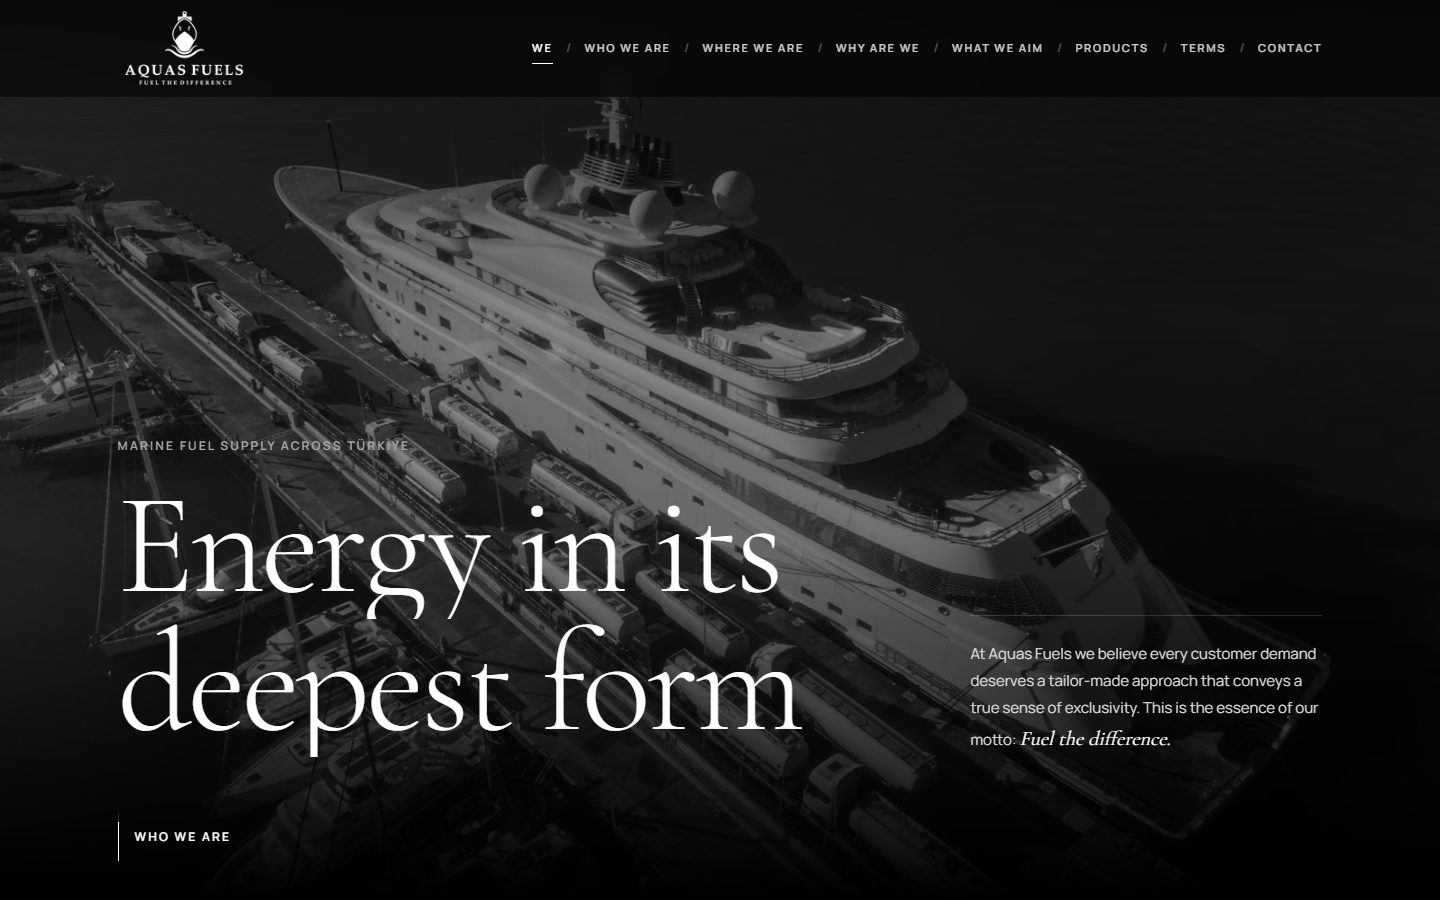 AQUAS FUELS
FUEL THE DIFFERENCE
WE / WHO WE ARE / WHERE WE ARE / WHY ARE WE / WHAT WE AIM / PRODUCTS / TERMS / CONTACT
MARINE FUEL SUPPLY ACROSS TÜRKIYE
Energy in its
deepest form
At Aquas Fuels we believe every customer demand
deserves a tailor-made approach that conveys a
true sense of exclusivity. This is the essence of our
motto: Fuel the difference.
WHO WE ARE